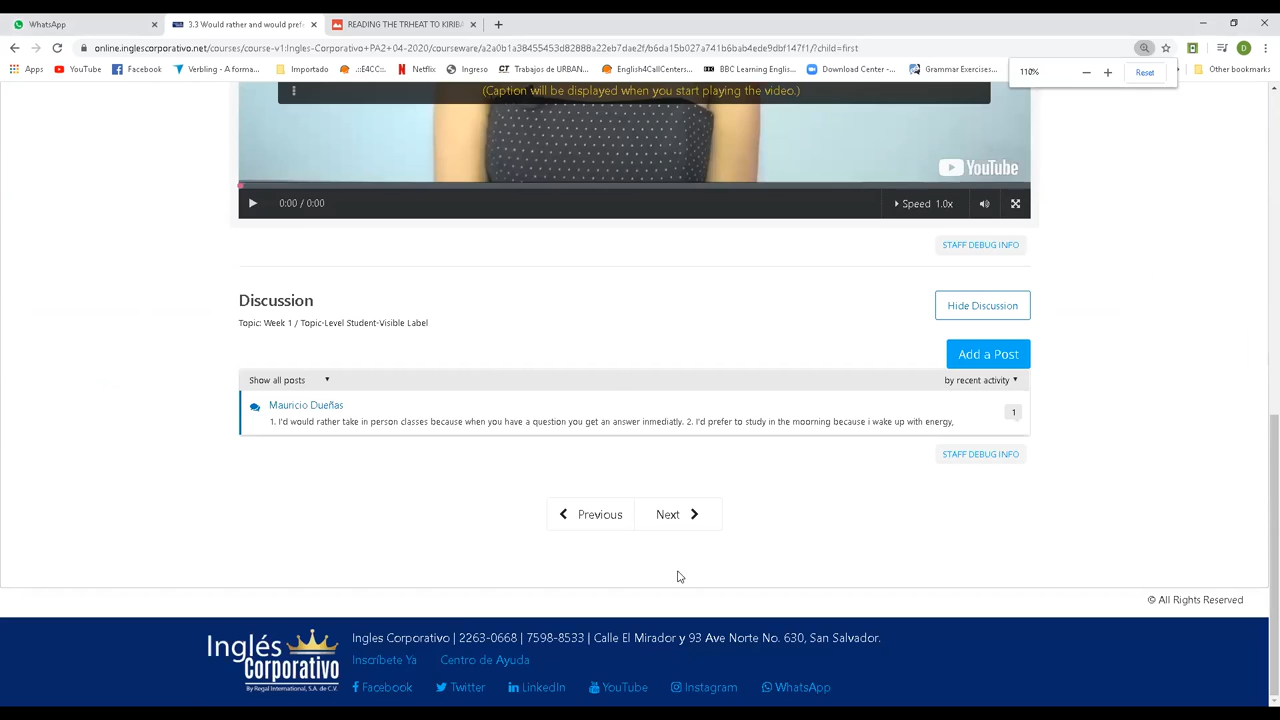 WhatsApp
3.3 Would rather and would pref
READING THE TRHEAT TO KIRIBA
online.inglescorporativo.net/courses/course-v1:Ingles-Corporativo+PA2+04-2020/courseware/a2a0b1a38455453d82888a22eb7dae2f/b6da15b027a741b6bab4ede9dbf147f1/?child=first
D
Apps
YouTube
Facebook
Verbling - A forma...
Importado
.::E4CC::.
Netflix
Ingreso
CT Trabajos de URBAN...
English4CallCenters...
BBC Learning English
Download Center -...
Grammar Exercises...
Other bookmarks
110%
Reset
(Caption will be displayed when you start playing the video.)
YouTube
0:00 / 0:00
Speed 1.0x
STAFF DEBUG INFO
Discussion
Hide Discussion
Topic: Week 1 / Topic-Level Student-Visible Label
Add a Post
Show all posts
by recent activity
Mauricio Dueñas
1
1. I'd would rather take in person classes because when you have a question you get an answer inmediatly. 2. I'd prefer to study in the moorning because i wake up with energy,
STAFF DEBUG INFO
Previous
Next
© All Rights Reserved
Inglés Corporativo
By Regal International, S.A. de C.V.
Ingles Corporativo | 2263-0668 | 7598-8533 | Calle El Mirador y 93 Ave Norte No. 630, San Salvador.
Inscríbete Ya
Centro de Ayuda
Facebook
Twitter
LinkedIn
YouTube
Instagram
WhatsApp